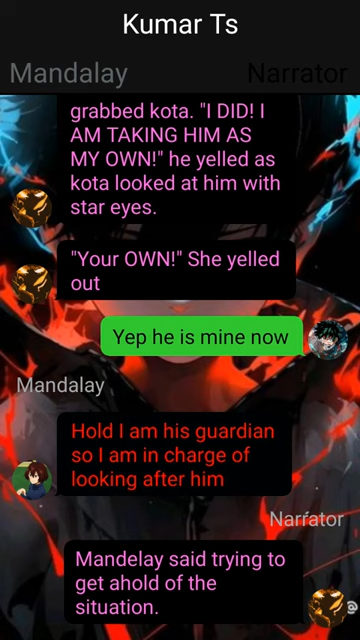 Kumar Ts
Mandalay
Narrator
grabbed kota. "I DID! I
AM TAKING HIM AS
MY OWN!" he yelled as
kota looked at him with
star eyes.
"Your OWN!" She yelled
out
Yep he is mine now
Mandalay
Hold I am his guardian
so I am in charge of
looking after him
Narrator
Mandelay said trying to
get ahold of the
situation.
@